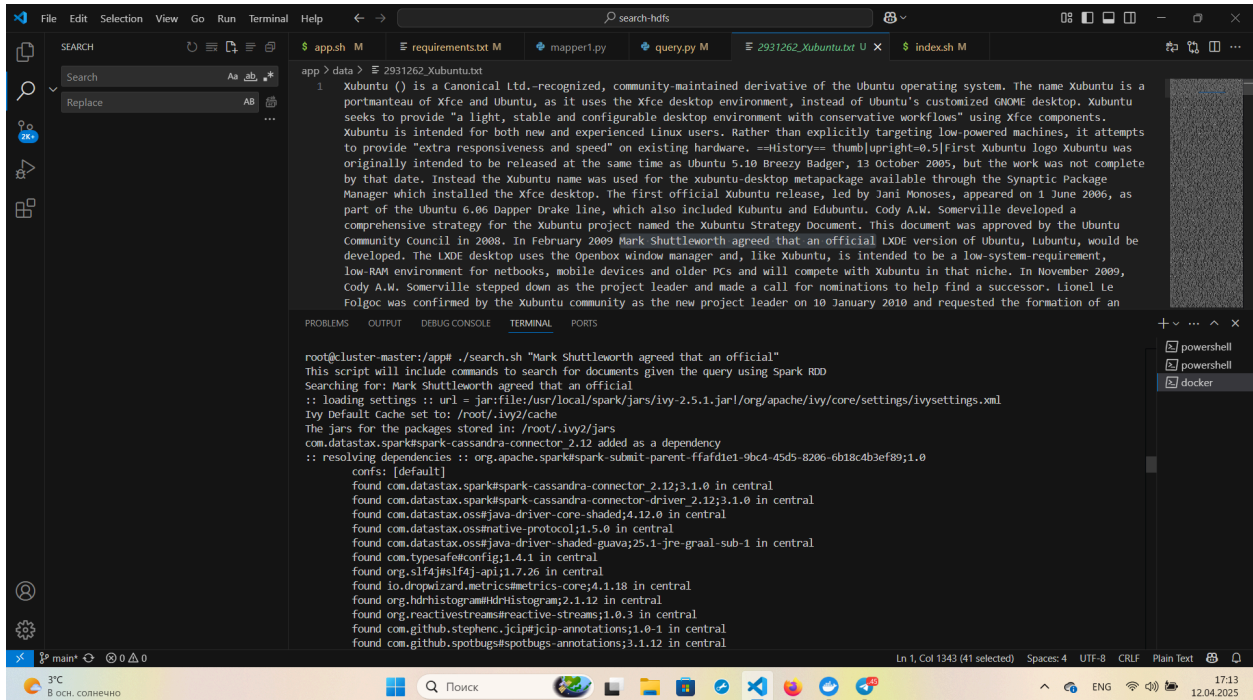 File Edit Selection View Go Run Terminal Help
search-hdfs
SEARCH
Search
Aa ab *
Replace
AB
2K+
$ app.sh M
requirements.txt M
mapper1.py
query.py M
2931262_Xubuntu.txt U
$ index.sh M
app > data > 2931262_Xubuntu.txt
1 Xubuntu () is a Canonical Ltd.–recognized, community-maintained derivative of the Ubuntu operating system. The name Xubuntu is a
portmanteau of Xfce and Ubuntu, as it uses the Xfce desktop environment, instead of Ubuntu's customized GNOME desktop. Xubuntu
seeks to provide "a light, stable and configurable desktop environment with conservative workflows" using Xfce components.
Xubuntu is intended for both new and experienced Linux users. Rather than explicitly targeting low-powered machines, it attempts
to provide "extra responsiveness and speed" on existing hardware. ==History== thumb|upright=0.5|First Xubuntu logo Xubuntu was
originally intended to be released at the same time as Ubuntu 5.10 Breezy Badger, 13 October 2005, but the work was not complete
by that date. Instead the Xubuntu name was used for the xubuntu-desktop metapackage available through the Synaptic Package
Manager which installed the Xfce desktop. The first official Xubuntu release, led by Jani Monoses, appeared on 1 June 2006, as
part of the Ubuntu 6.06 Dapper Drake line, which also included Kubuntu and Edubuntu. Cody A.W. Somerville developed a
comprehensive strategy for the Xubuntu project named the Xubuntu Strategy Document. This document was approved by the Ubuntu
Community Council in 2008. In February 2009 Mark Shuttleworth agreed that an official LXDE version of Ubuntu, Lubuntu, would be
developed. The LXDE desktop uses the Openbox window manager and, like Xubuntu, is intended to be a low-system-requirement,
low-RAM environment for netbooks, mobile devices and older PCs and will compete with Xubuntu in that niche. In November 2009,
Cody A.W. Somerville stepped down as the project leader and made a call for nominations to help find a successor. Lionel Le
Folgoc was confirmed by the Xubuntu community as the new project leader on 10 January 2010 and requested the formation of an
PROBLEMS OUTPUT DEBUG CONSOLE TERMINAL PORTS
powershell
powershell
docker
root@cluster-master:/app# ./search.sh "Mark Shuttleworth agreed that an official"
This script will include commands to search for documents given the query using Spark RDD
Searching for: Mark Shuttleworth agreed that an official
:: loading settings :: url = jar:file:/usr/local/spark/jars/ivy-2.5.1.jar!/org/apache/ivy/core/settings/ivysettings.xml
Ivy Default Cache set to: /root/.ivy2/cache
The jars for the packages stored in: /root/.ivy2/jars
com.datastax.spark#spark-cassandra-connector_2.12 added as a dependency
:: resolving dependencies :: org.apache.spark#spark-submit-parent-ffafd1e1-9bc4-45d5-8206-6b18c4b3ef89;1.0
confs: [default]
found com.datastax.spark#spark-cassandra-connector_2.12;3.1.0 in central
found com.datastax.spark#spark-cassandra-connector-driver_2.12;3.1.0 in central
found com.datastax.oss#java-driver-core-shaded;4.12.0 in central
found com.datastax.oss#native-protocol;1.5.0 in central
found com.datastax.oss#java-driver-shaded-guava;25.1-jre-graal-sub-1 in central
found com.typesafe#config;1.4.1 in central
found org.slf4j#slf4j-api;1.7.26 in central
found io.dropwizard.metrics#metrics-core;4.1.18 in central
found org.hdrhistogram#HdrHistogram;2.1.12 in central
found org.reactivestreams#reactive-streams;1.0.3 in central
found com.github.stephenc.jcip#jcip-annotations;1.0-1 in central
found com.github.spotbugs#spotbugs-annotations;3.1.12 in central
main* 0 0 Ln 1, Col 1343 (41 selected) Spaces: 4 UTF-8 CRLF Plain Text
3°C
В осн. солнечно
Поиск
45
ENG
17:13
12.04.2025